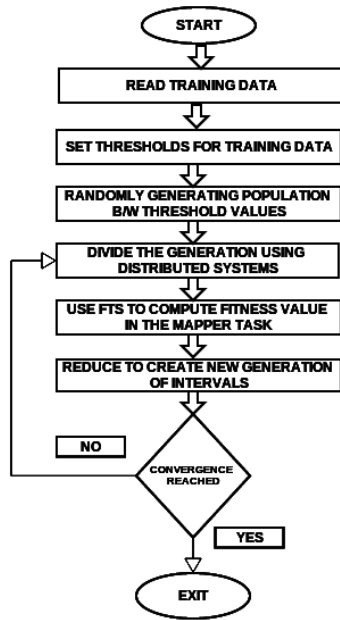 START
READ TRAINING DATA
SET THRESHOLDS FOR TRAINING DATA
RANDOMLY GENERATING POPULATION
B/W THRESHOLD VALUES
DIVIDE THE GENERATION USING
DISTRIBUTED SYSTEMS
USE FTS TO COMPUTE FITNESS VALUE
IN THE MAPPER TASK
REDUCE TO CREATE NEW GENERATION
OF INTERVALS
NO
CONVERGENCE
REACHED
YES
EXIT